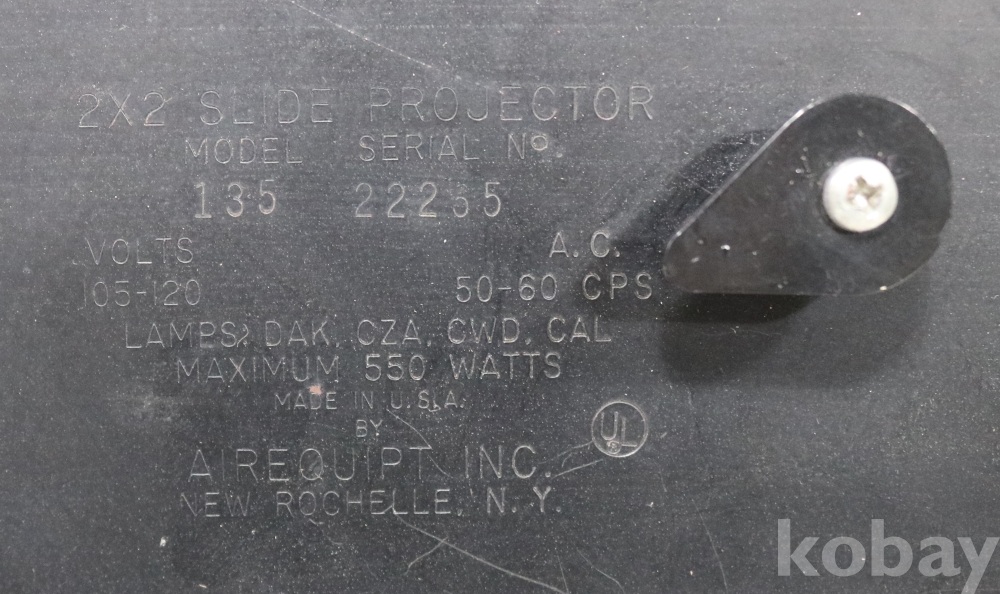 2X2 SLIDE PROJECTOR
MODEL SERIAL Nº
135
VOLTS A.C.
105-120 50-60 CPS
LAMPS: DAK, CZA, CWD, CAL
MAXIMUM 550 WATTS
MADE IN U.S.A.
BY
UL
AIREQUIPT INC.
NEW ROCHELLE, N.Y.
kobay